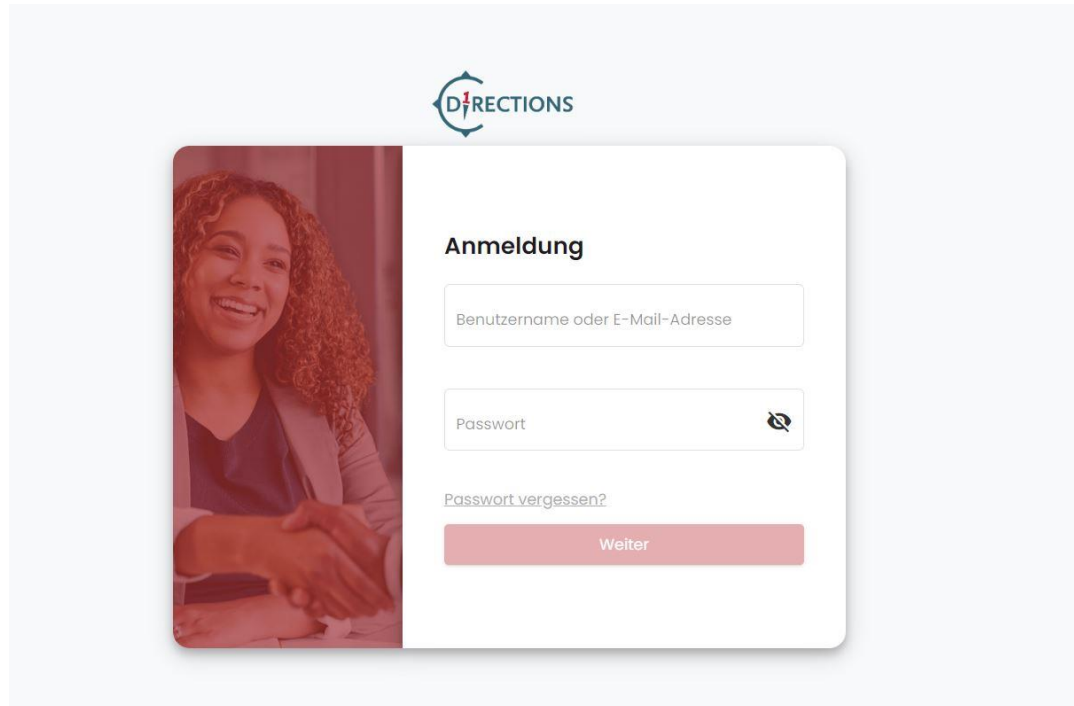 D1RECTIONS
Anmeldung
Benutzername oder E-Mail-Adresse
Passwort
Passwort vergessen?
Weiter